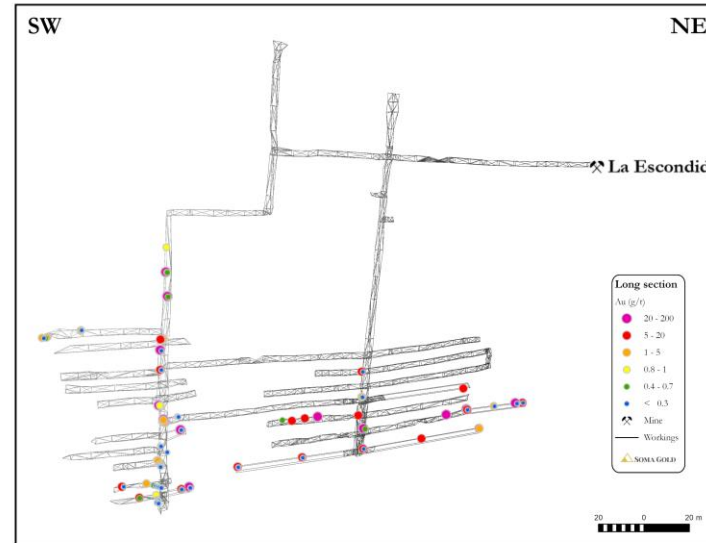 SW
NE
La Escondid
Long section
Au (g/t)
20 - 200
5 - 20
1 - 5
0.8 - 1
0.4 - 0.7
< 0.3
Mine
Workings
SOMA GOLD
20 0 20 m